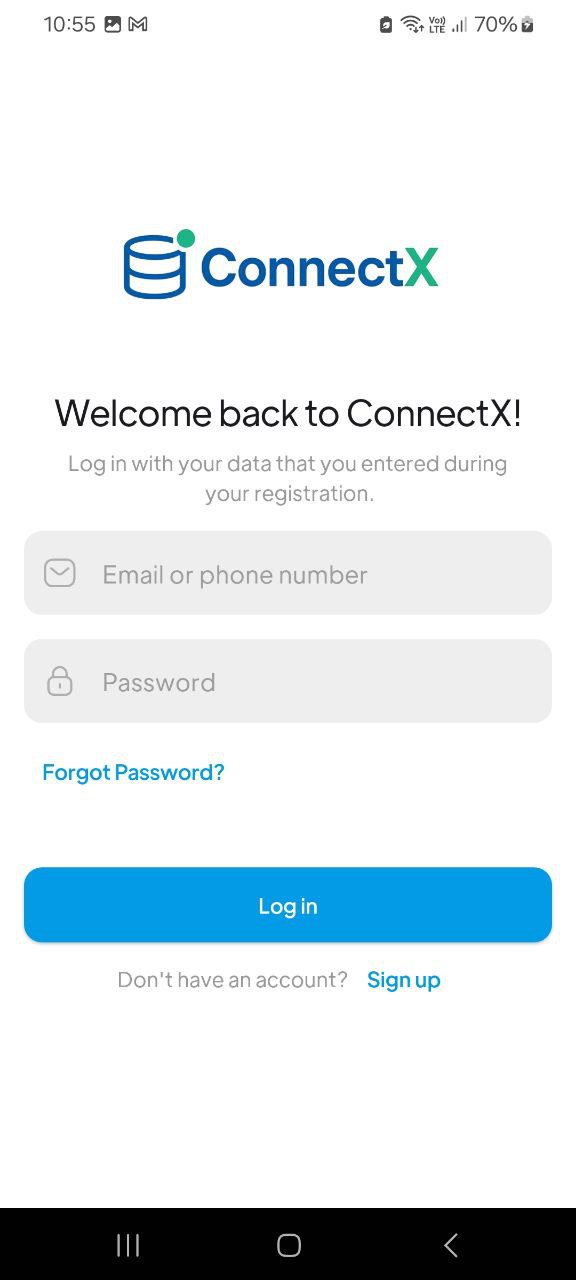 10:55 Vo) LTE 70%
ConnectX
Welcome back to ConnectX!
Log in with your data that you entered during
your registration.
Email or phone number
Password
Forgot Password?
Log in
Don't have an account? Sign up